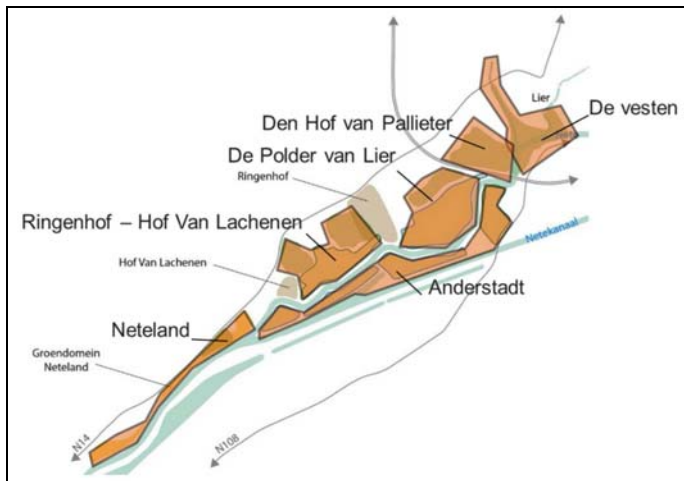 Lier
De vesten
Den Hof van Pallieter
De Polder van Lier
Ringenhof
Ringenhof – Hof Van Lachenen
Netekanaal
Hof Van Lachenen
Anderstadt
Neteland
Groendomein
Neteland
N14
N108